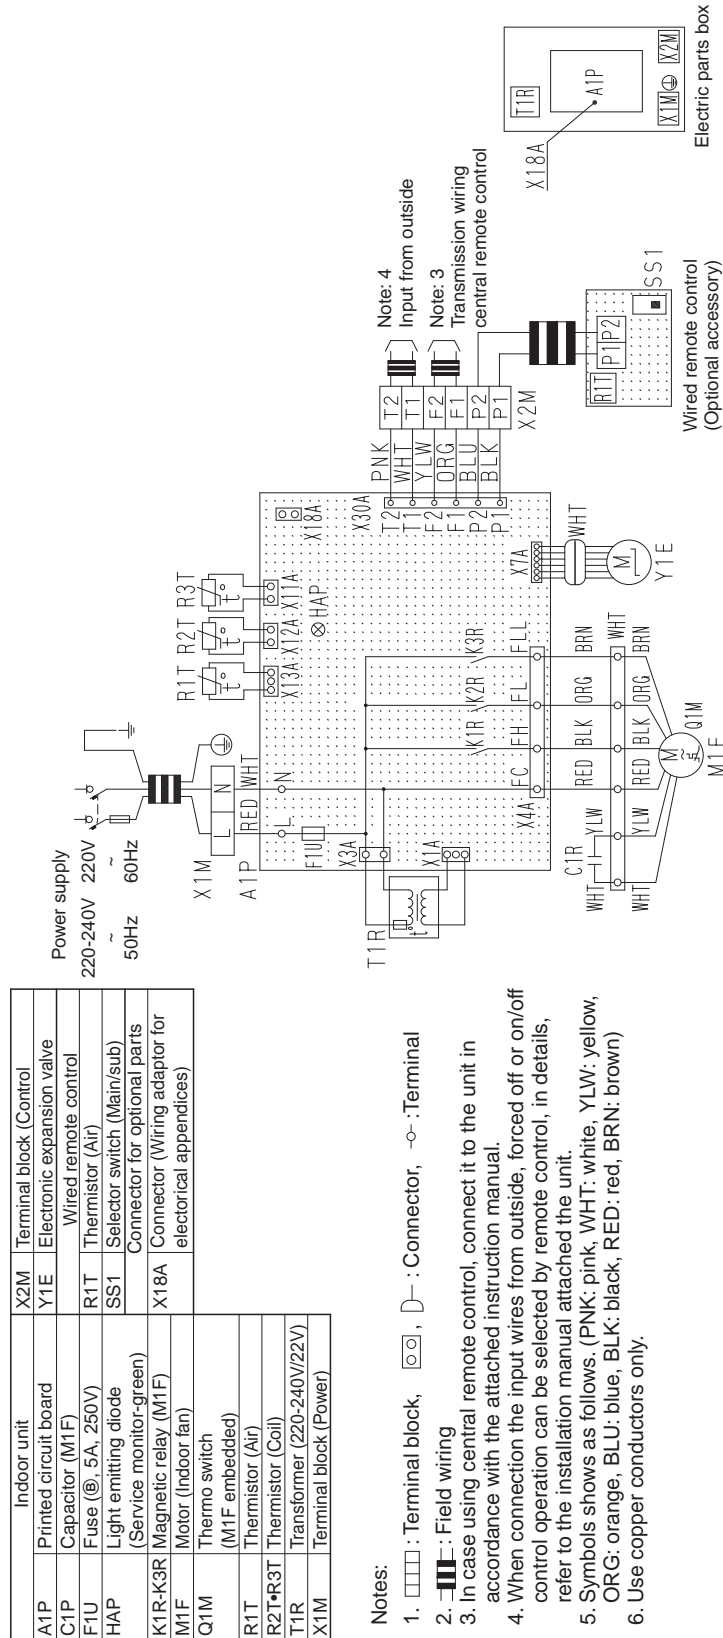 Indoor unit
A1P Printed circuit board
C1P Capacitor (M1F)
F1U Fuse (Ⓑ, 5A, 250V)
HAP Light emitting diode
(Service monitor-green)
K1R-K3R Magnetic relay (M1F)
M1F Motor (Indoor fan)
Q1M Thermo switch
(M1F embedded)
R1T Thermistor (Air)
R2T•R3T Thermistor (Coil)
T1R Transformer (220-240V/22V)
X1M Terminal block (Power)
X2M Terminal block (Control
Y1E Electronic expansion valve
Wired remote control
R1T Thermistor (Air)
SS1 Selector switch (Main/sub)
Connector for optional parts
X18A Connector (Wiring adaptor for
electorical appendices)
Notes:
1. : Terminal block, , : Connector, : Terminal
2. : Field wiring
3. In case using central remote control, connect it to the unit in
accordance with the attached instruction manual.
4. When connection the input wires from outside, forced off or on/off
control operation can be selected by remote control, in details,
refer to the installation manual attached the unit.
5. Symbols shows as follows. (PNK: pink, WHT: white, YLW: yellow,
ORG: orange, BLU: blue, BLK: black, RED: red, BRN: brown)
6. Use copper conductors only.
Power supply
220-240V 220V
~ ~
50Hz 60Hz
X1M
L N
A1P
RED WHT
L N
F1U
X3A
X1A
T1R
t°
R1T R2T R3T
t° t° t°
X13A X12A X11A
HAP
X18A
X30A
T2 PNK T2
T1 WHT T1
F2 YLW F2
F1 ORG F1
P2 BLU P2
P1 BLK P1
X2M
Note: 4
Input from outside
Note: 3
Transmission wiring
central remote control
K1R K2R K3R
X4A
FC FH FL FLL
RED BLK ORG BRN
C1R
WHT YLW
WHT
WHT YLW RED BLK ORG BRN
M
~
Q1M
M1F
X7A
WHT
M
Y1E
R1T P1 P2
SS1
Wired remote control
(Optional accessory)
X18A
T1R
A1P
X1M X2M
Electric parts box